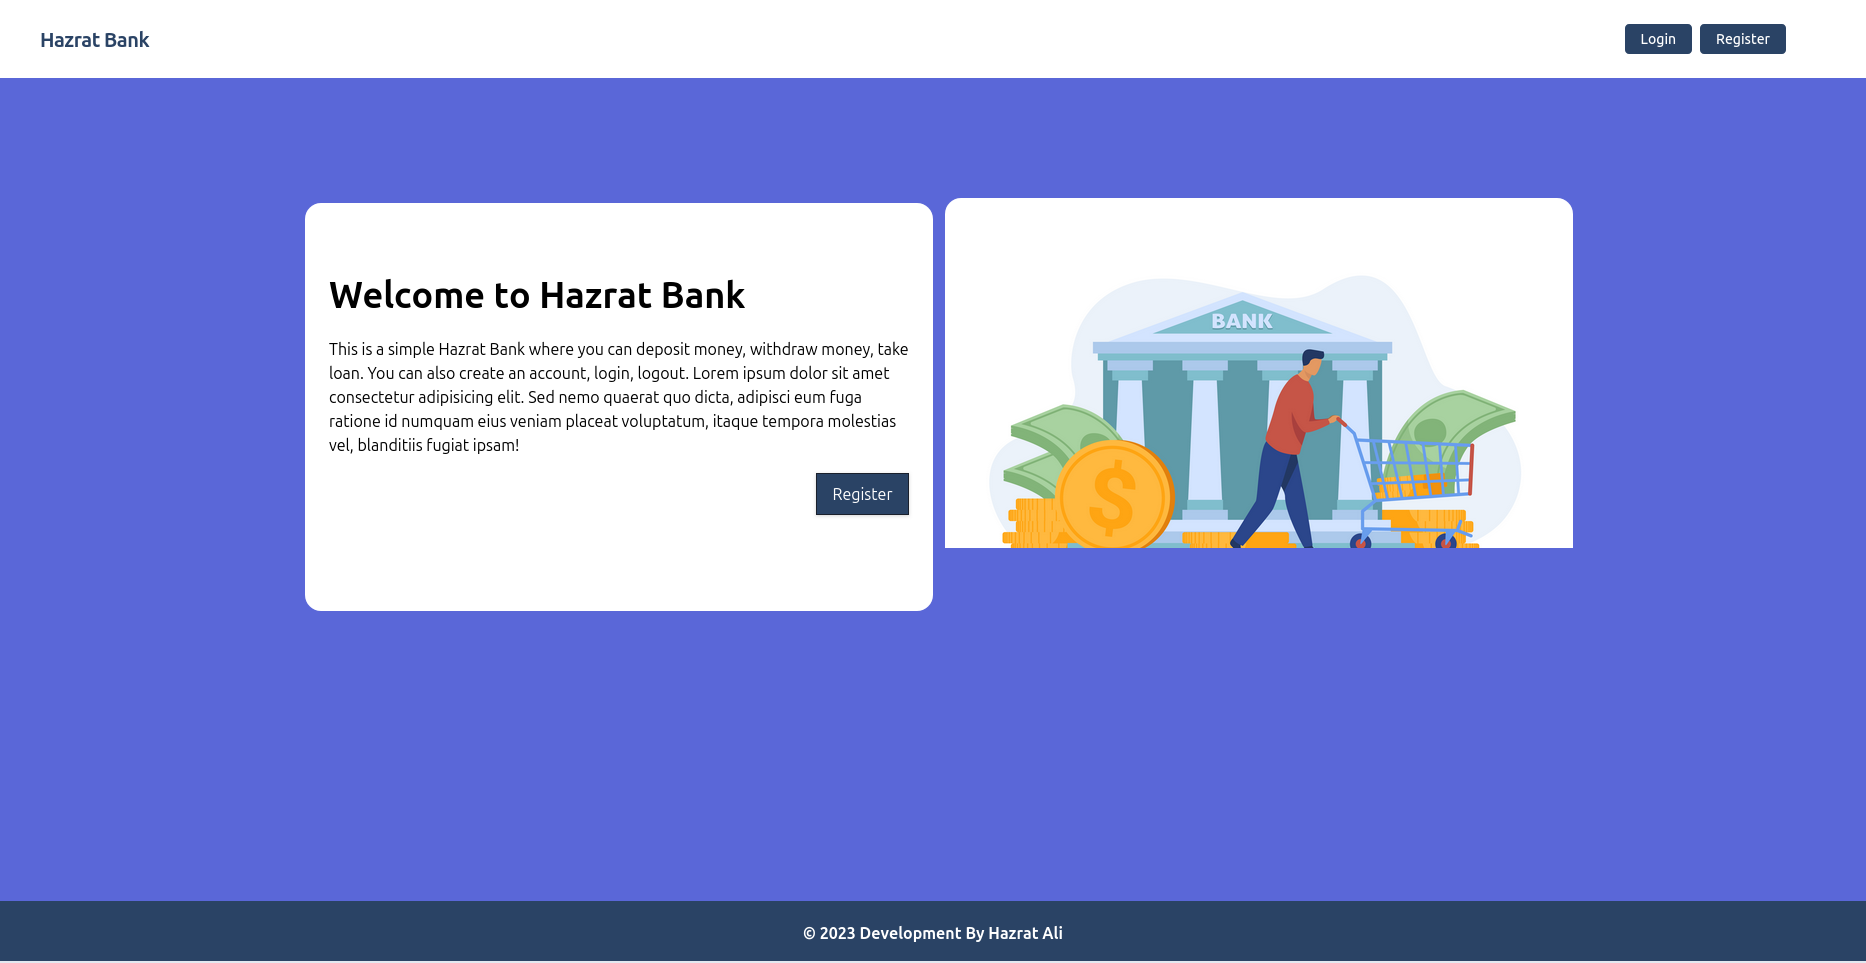 Hazrat Bank
Login
Register
Welcome to Hazrat Bank
This is a simple Hazrat Bank where you can deposit money, withdraw money, take
loan. You can also create an account, login, logout. Lorem ipsum dolor sit amet
consectetur adipisicing elit. Sed nemo quaerat quo dicta, adipisci eum fuga
ratione id numquam eius veniam placeat voluptatum, itaque tempora molestias
vel, blanditiis fugiat ipsam!
Register
BANK
$
© 2023 Development By Hazrat Ali